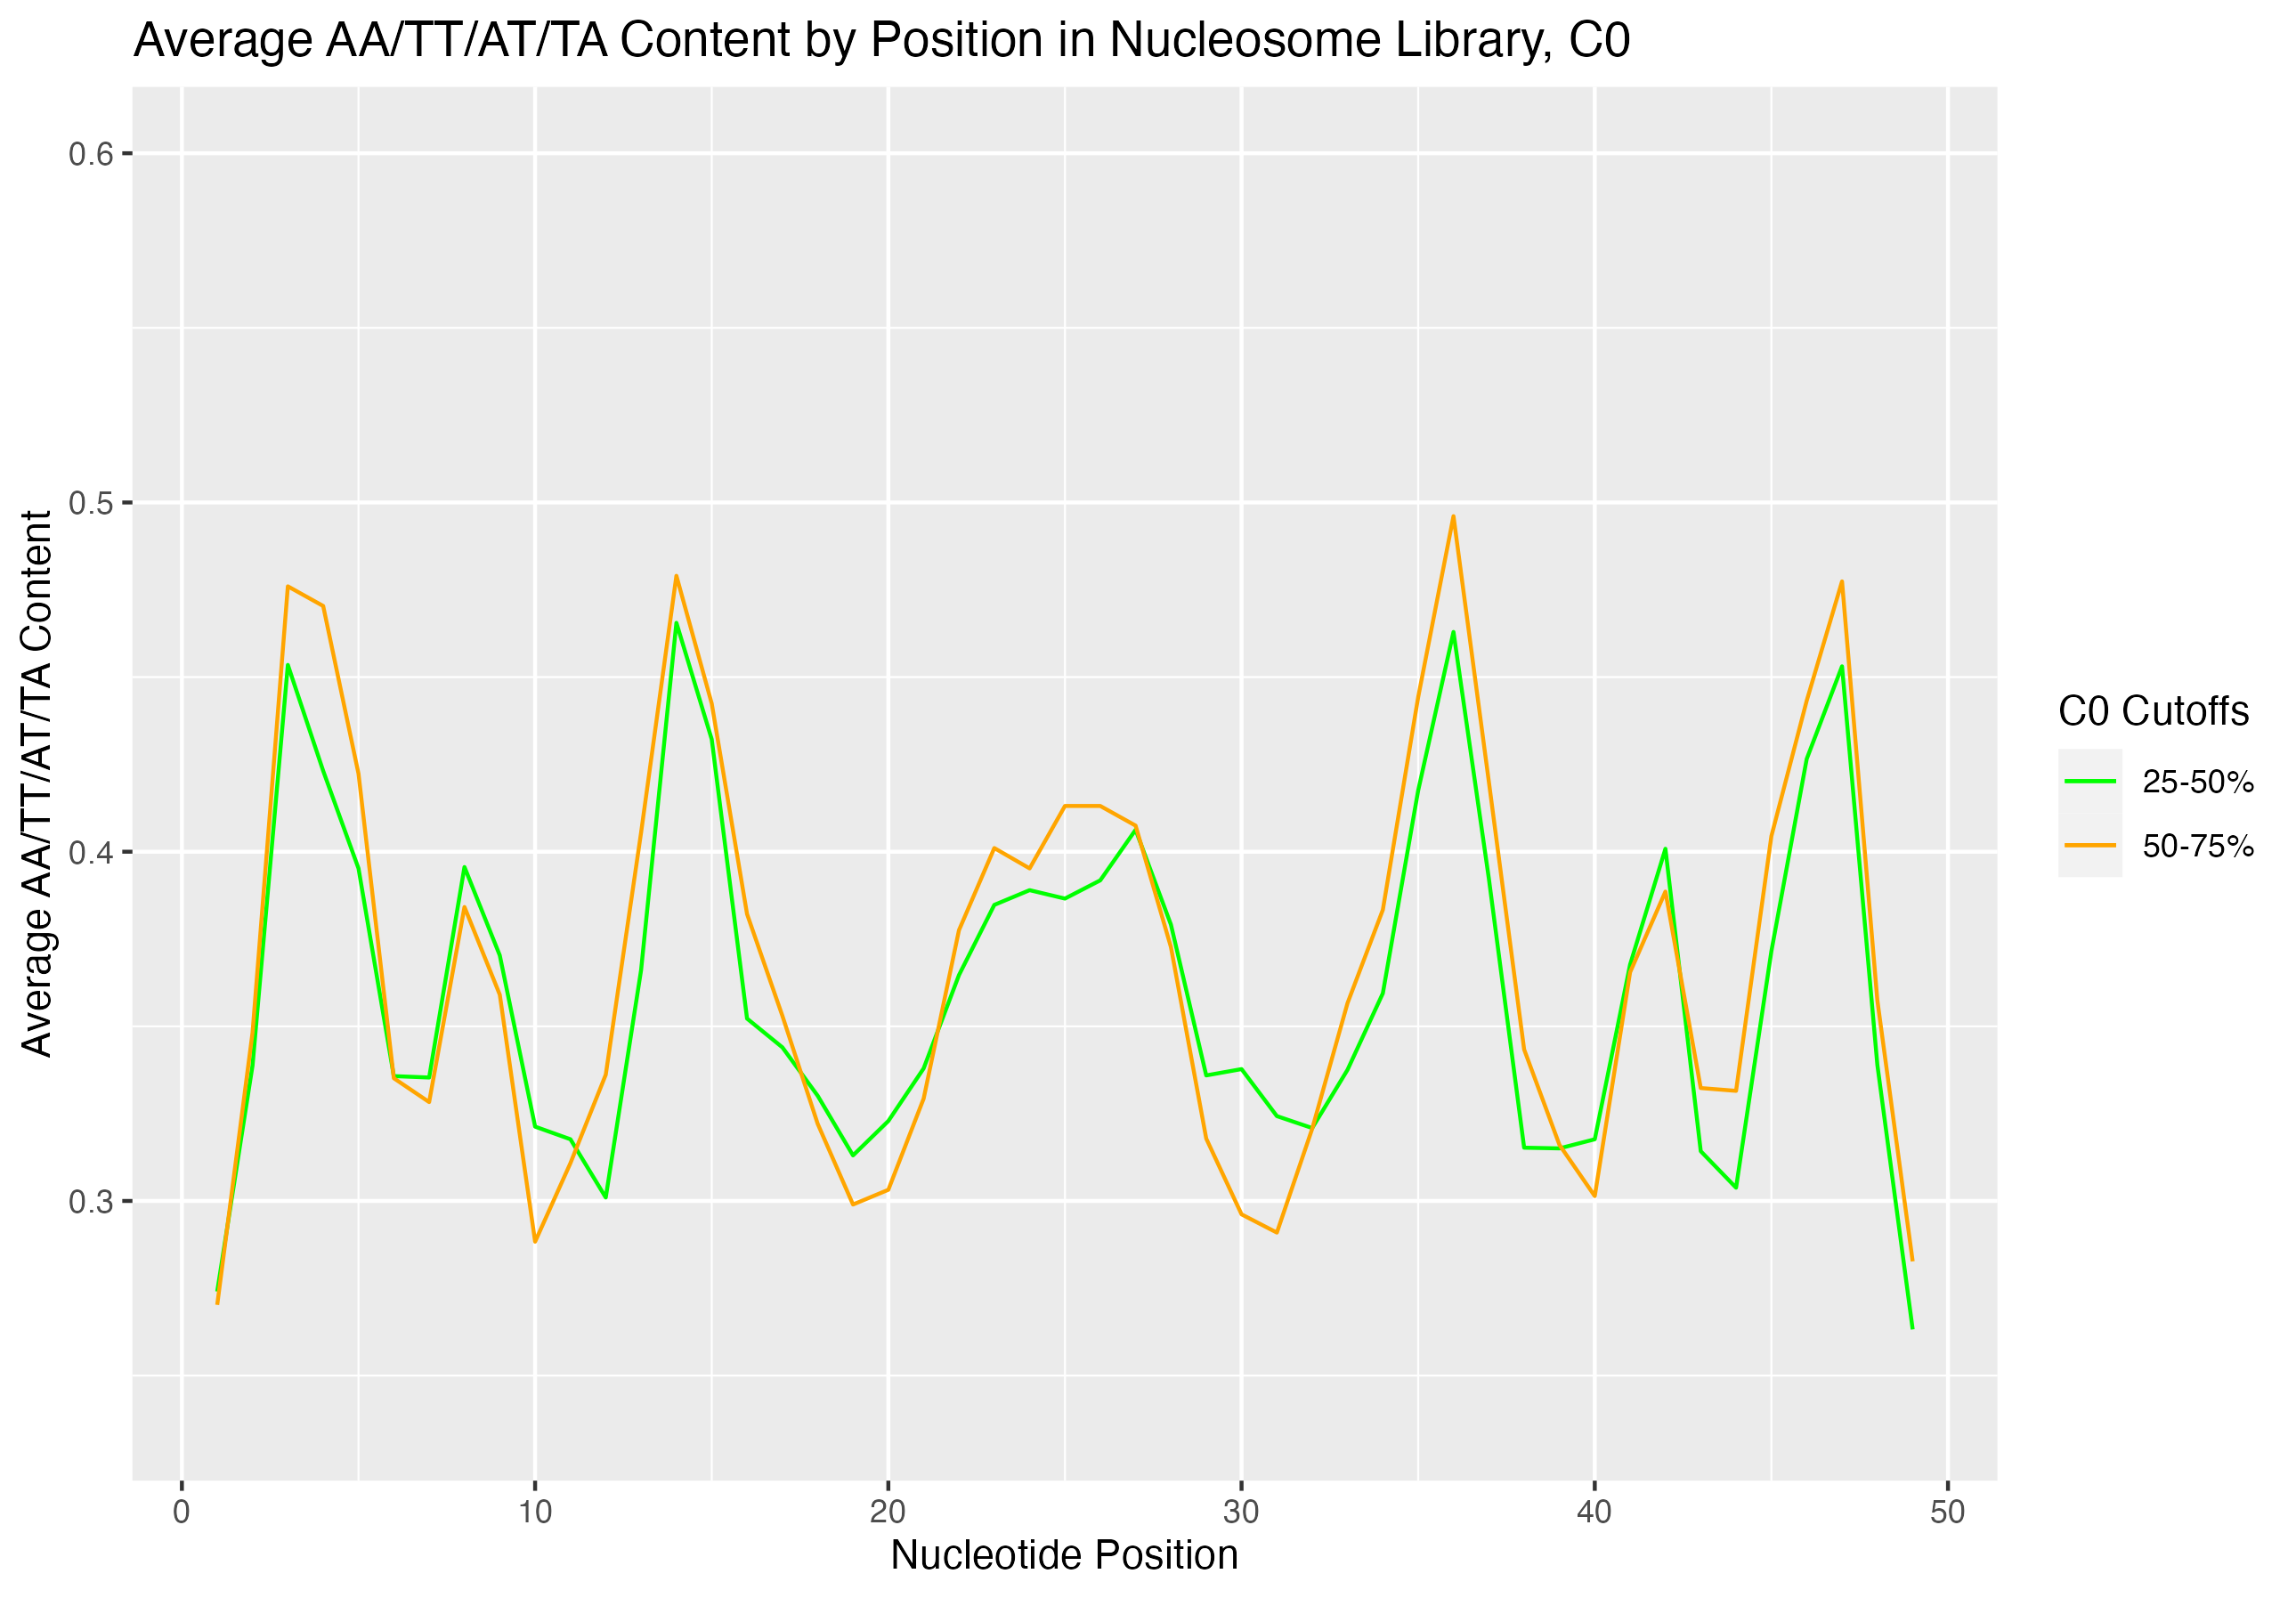 Average AA/TT/AT/TA Content by Position in Nucleosome Library, C0
Average AA/TT/AT/TA Content
0.6
0.5
0.4
0.3
0 10 20 30 40 50
Nucleotide Position
C0 Cutoffs
25-50%
50-75%